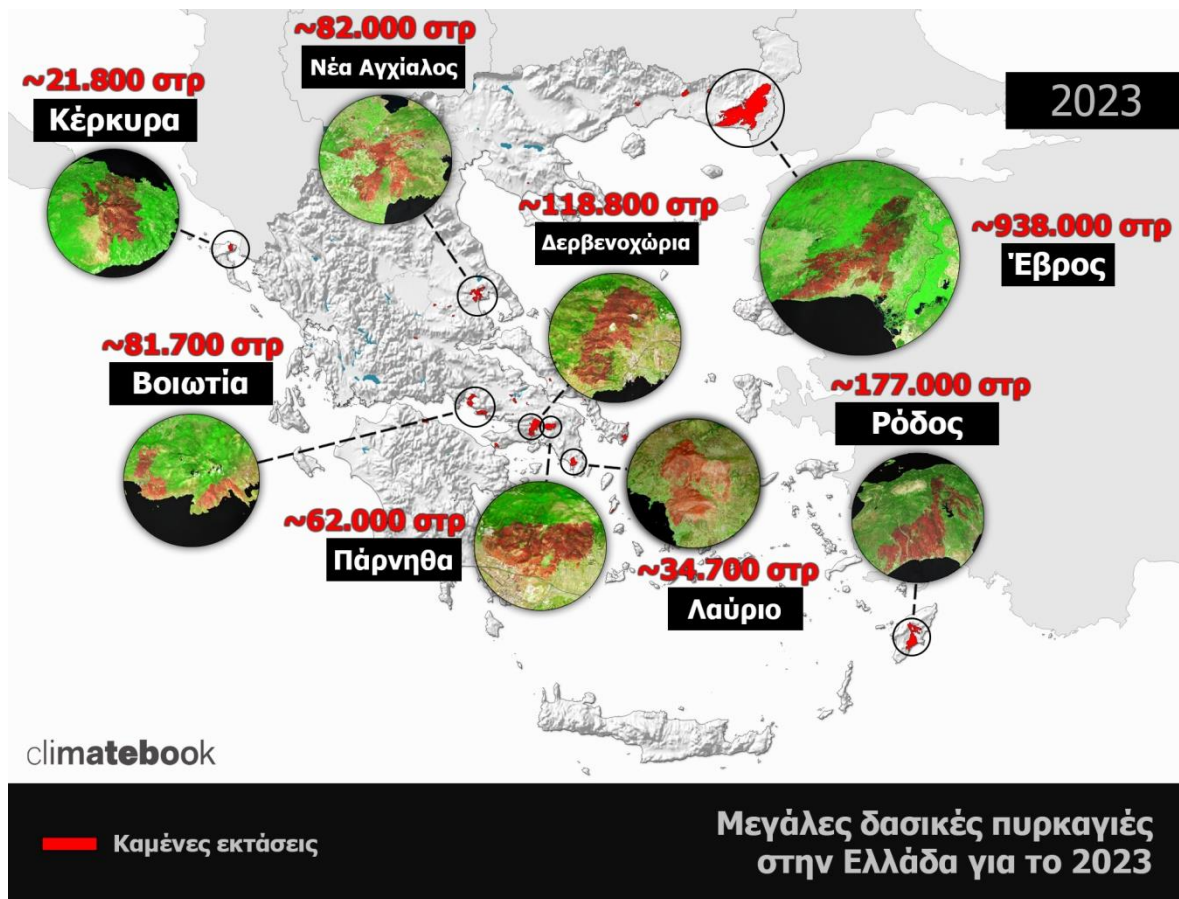 ~82.000 στρ
Νέα Αγχίαλος
~21.800 στρ
Κέρκυρα
2023
~118.800 στρ
Δερβενοχώρια
~938.000 στρ
Έβρος
~81.700 στρ
Βοιωτία
~177.000 στρ
Ρόδος
~62.000 στρ
Πάρνηθα
~34.700 στρ
Λαύριο
climatebook
Καμένες εκτάσεις
Μεγάλες δασικές πυρκαγιές
στην Ελλάδα για το 2023